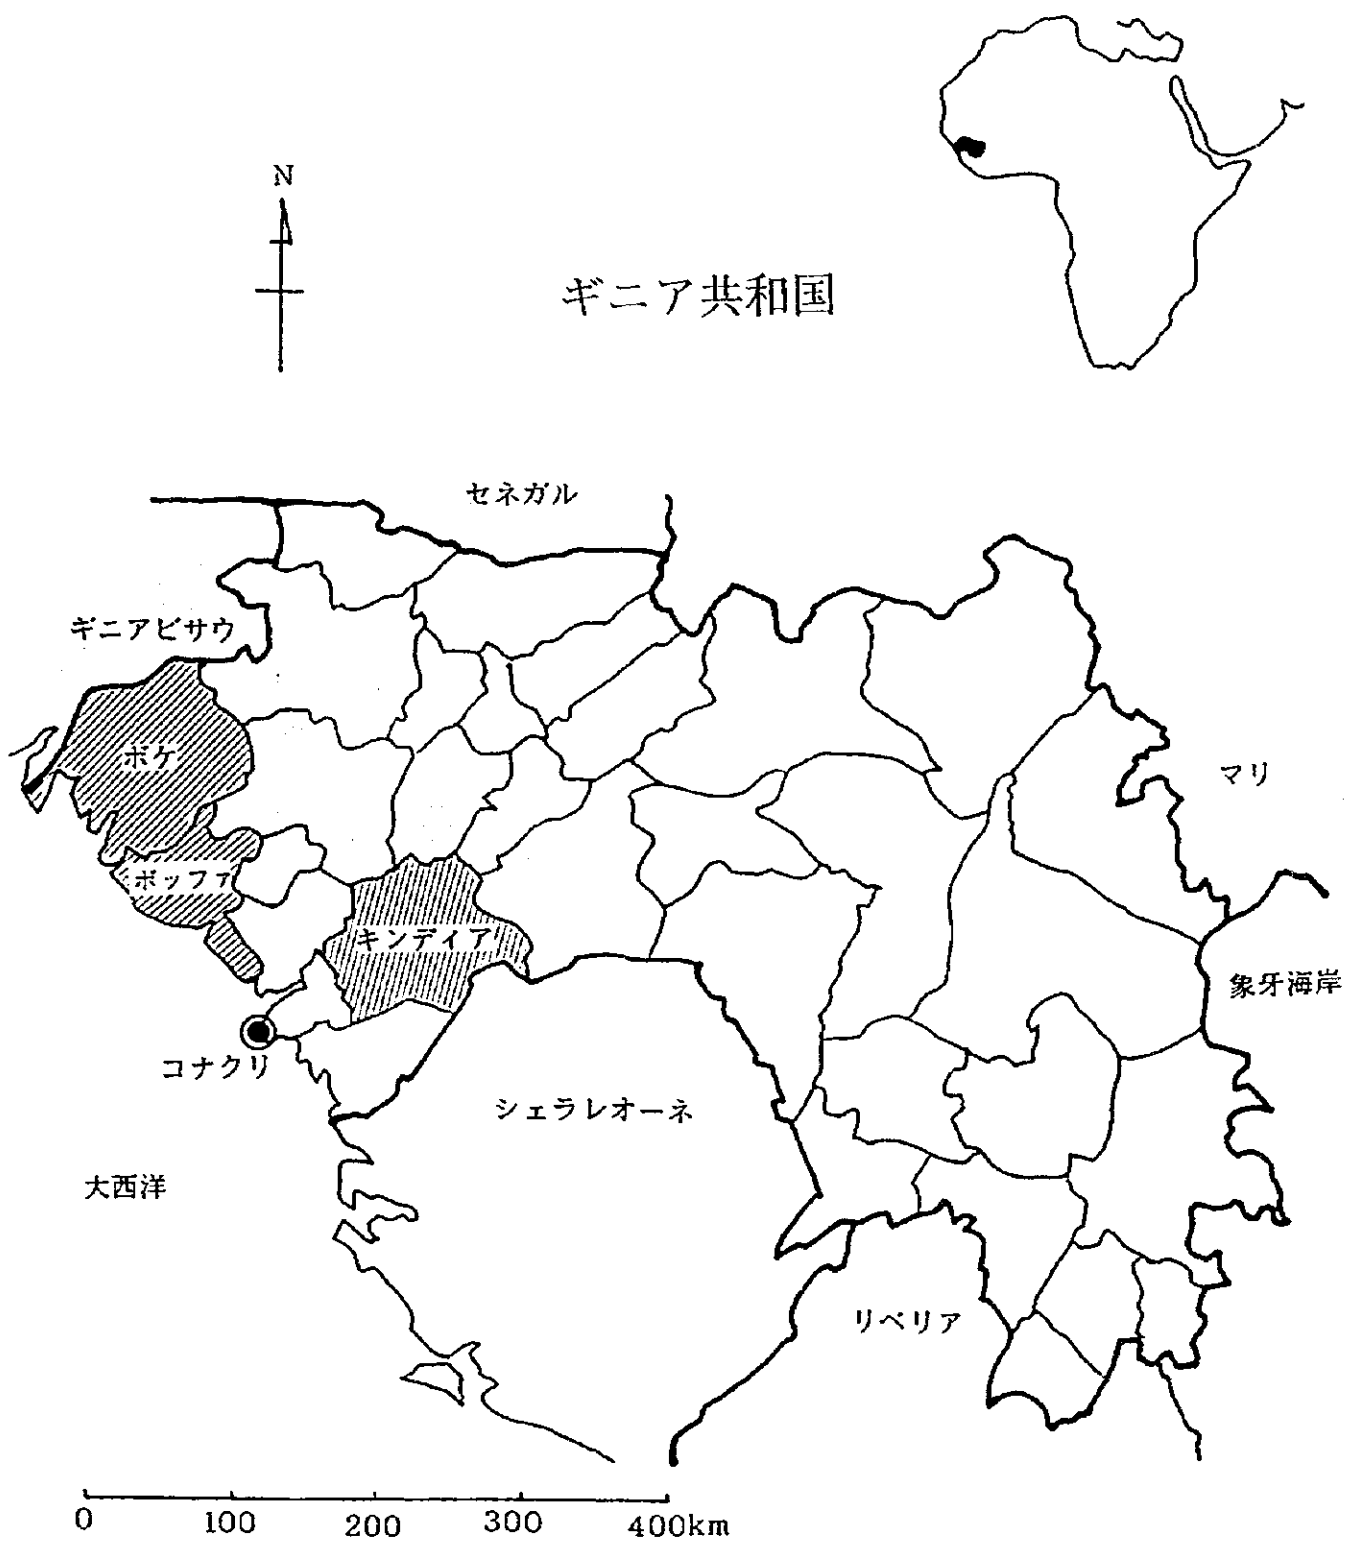 N
ギニア共和国
セネガル
ギニアビサウ
ボケ
マリ
ボッファ
キンディア
象牙海岸
コナクリ
シェラレオーネ
大西洋
リベリア
0 100 200 300 400km